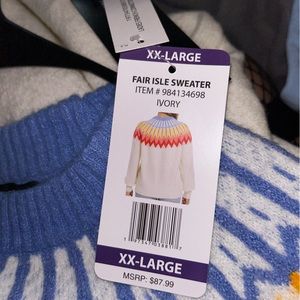 XX-LARGE
FAIR ISLE SWEATER
ITEM # 984134698
IVORY
XX-LARGE
MSRP: $87.99